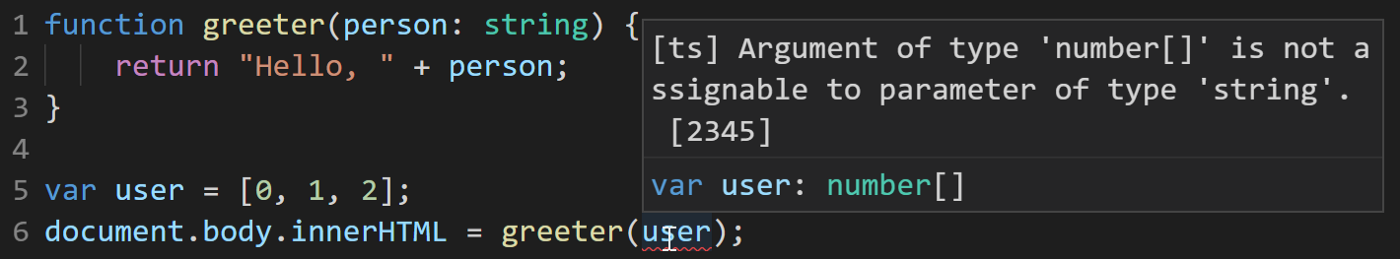 1 function greeter(person: string) {
2 return "Hello, " + person;
3 }
4
5 var user = [0, 1, 2];
6 document.body.innerHTML = greeter(user);
[ts] Argument of type 'number[]' is not a
ssignable to parameter of type 'string'.
[2345]
var user: number[]